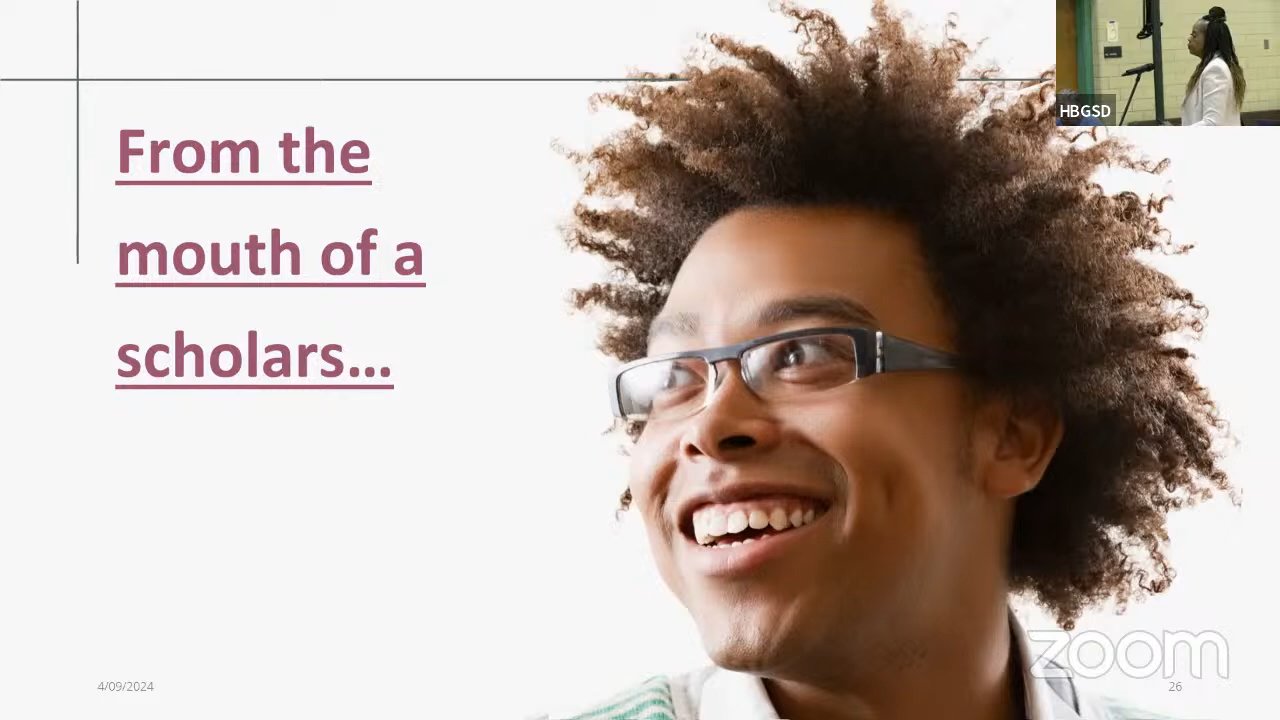 HBGSD
From the
mouth of a
scholars...
zoom
4/09/2024
26